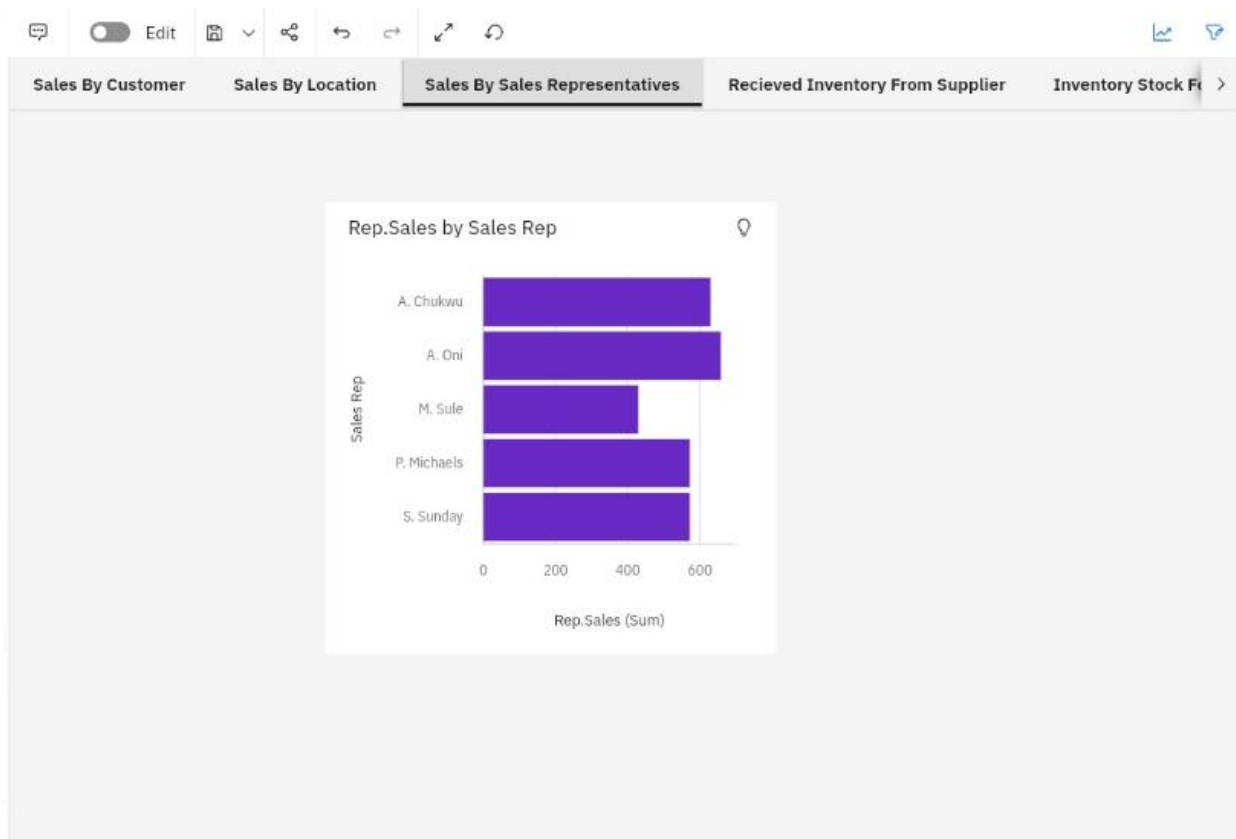 Edit
Sales By Customer Sales By Location Sales By Sales Representatives Recieved Inventory From Supplier Inventory Stock
Rep.Sales by Sales Rep
Sales Rep
A. Chukwu
A. Oni
M. Sule
P. Michaels
S. Sunday
0 200 400 600
Rep.Sales (Sum)